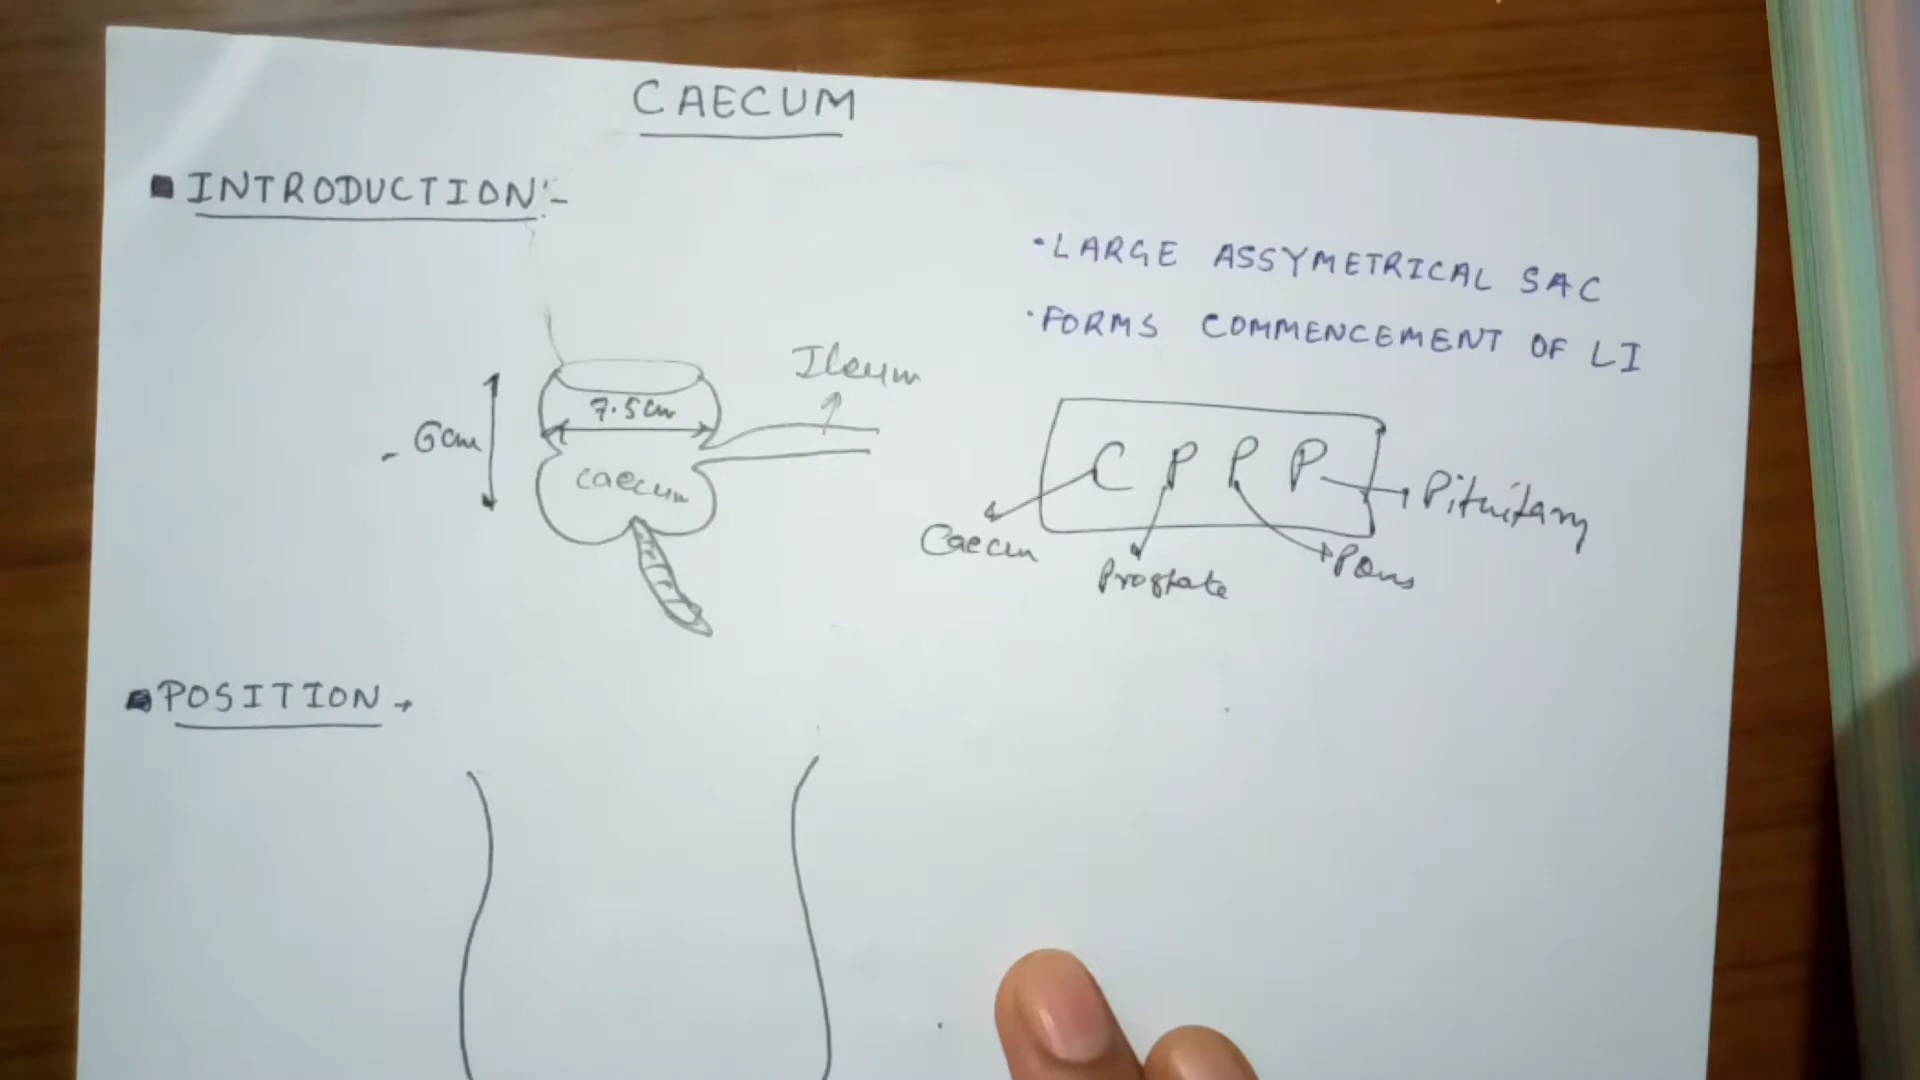 CAECUM
INTRODUCTION:-
• LARGE ASSYMETRICAL SAC
• FORMS COMMENCEMENT OF LI
Ileum
7.5cm
6cm
caecum
C P P P
Pituitary
Caecum
Prostate
Pons
POSITION